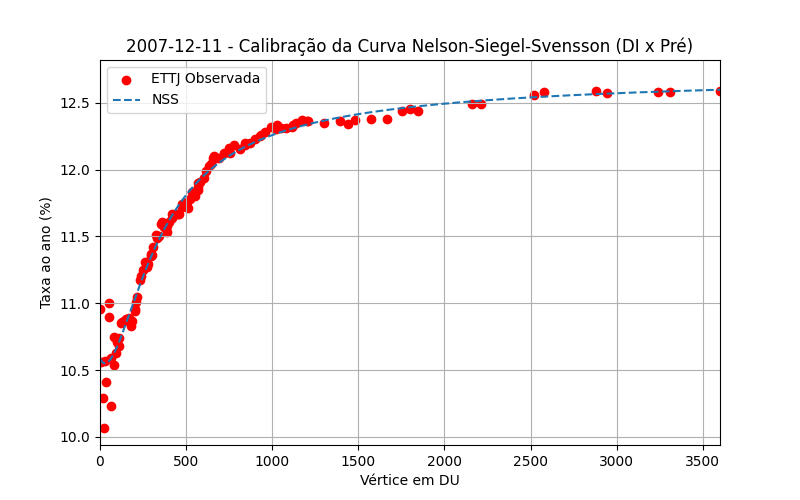 2007-12-11 - Calibração da Curva Nelson-Siegel-Svensson (DI x Pré)
ETTJ Observada
NSS
Taxa ao ano (%)
12.5
12.0
11.5
11.0
10.5
10.0
0 500 1000 1500 2000 2500 3000 3500
Vértice em DU